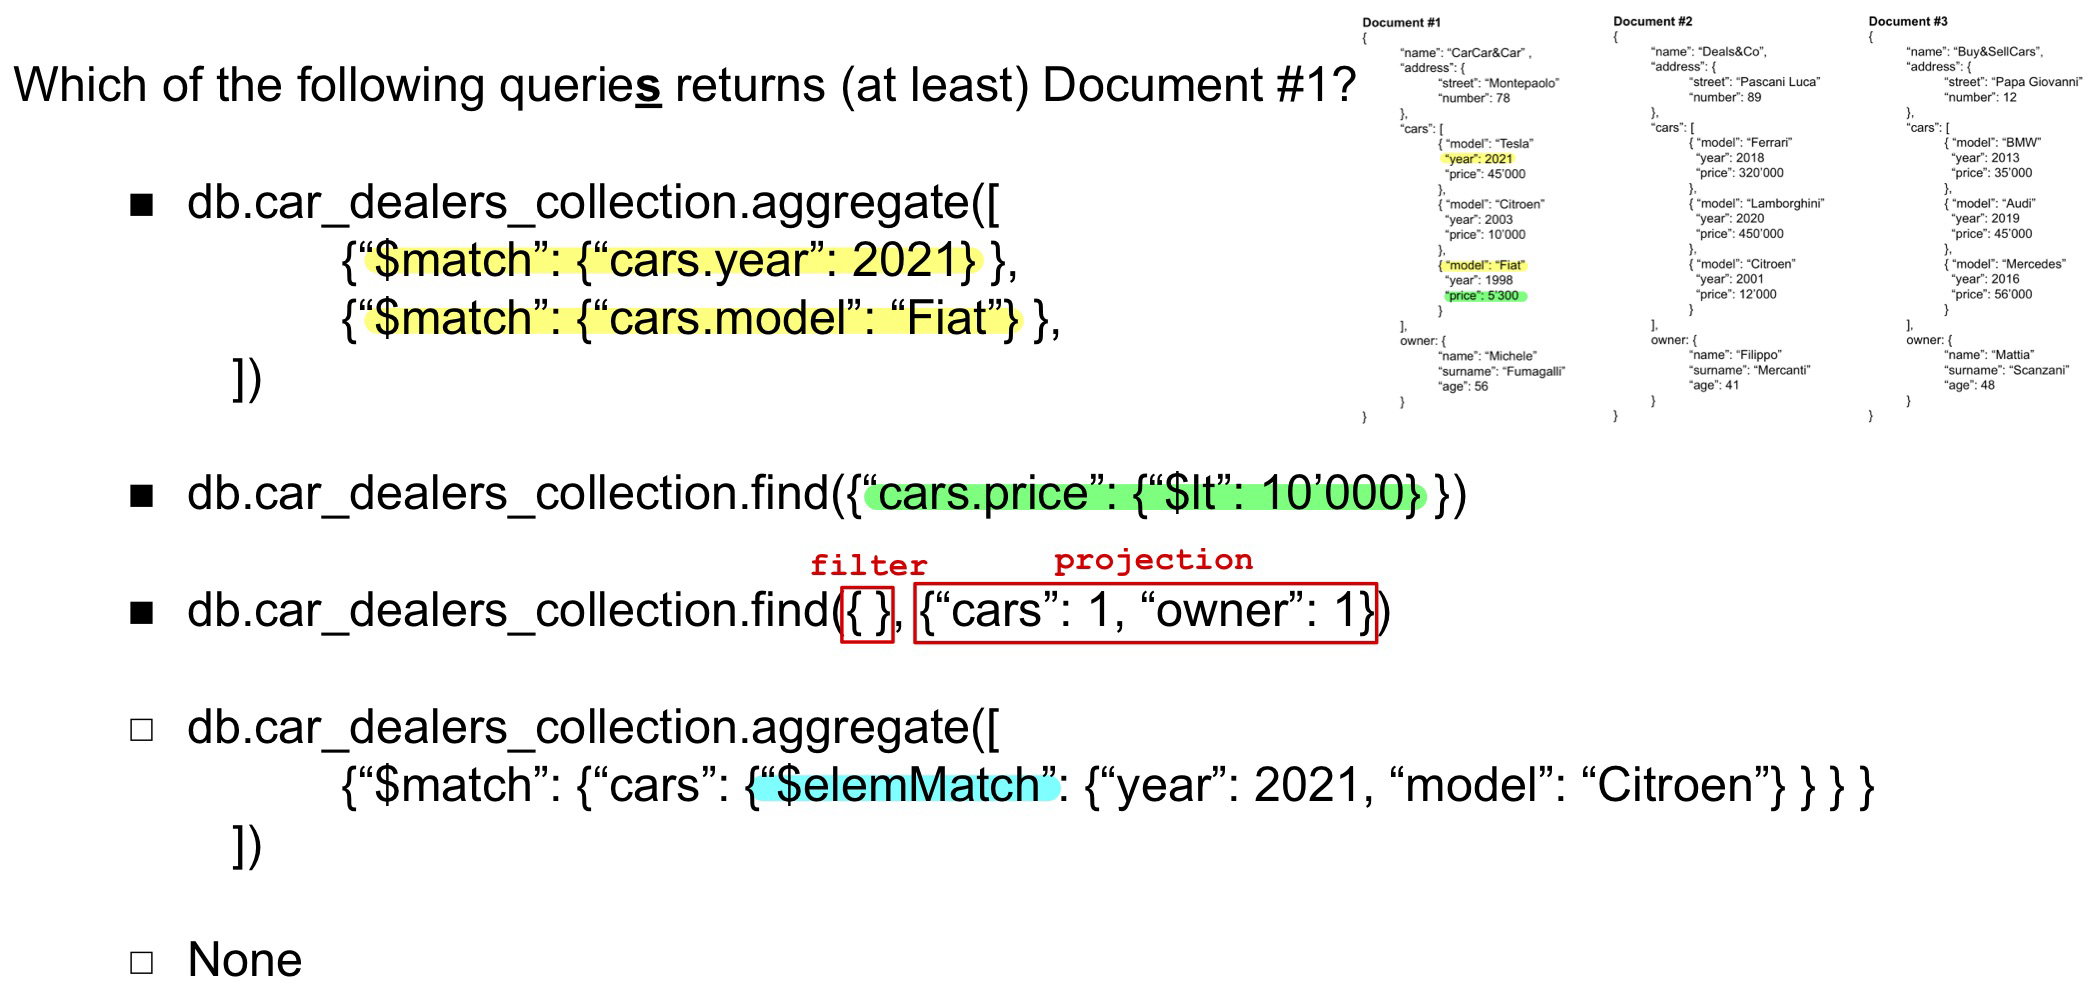 Which of the following queries returns (at least) Document #1?
■ db.car_dealers_collection.aggregate([
{“$match”: {“cars.year”: 2021} },
{“$match”: {“cars.model”: “Fiat”} },
])
■ db.car_dealers_collection.find({“cars.price”: {“$lt”: 10’000} })
filter projection
■ db.car_dealers_collection.find({ }, {“cars”: 1, “owner”: 1})
□ db.car_dealers_collection.aggregate([
{“$match”: {“cars”: {“$elemMatch”: {“year”: 2021, “model”: “Citroen”} } } }
])
□ None
Document #1
{
“name”: “CarCar&Car” ,
“address”: {
“street”: “Montepaolo”
“number”: 78
},
“cars”: [
{ “model”: “Tesla”
“year”: 2021
“price”: 45’000
},
{ “model”: “Citroen”
“year”: 2003
“price”: 10’000
},
{ “model”: “Fiat”
“year”: 1998
“price”: 5’300
}
],
owner: {
“name”: “Michele”
“surname”: “Fumagalli”
“age”: 56
}
}
Document #2
{
“name”: “Deals&Co”,
“address”: {
“street”: “Pascani Luca”
“number”: 89
},
“cars”: [
{ “model”: “Ferrari”
“year”: 2018
“price”: 320’000
},
{ “model”: “Lamborghini”
“year”: 2020
“price”: 450’000
},
{ “model”: “Citroen”
“year”: 2001
“price”: 12’000
}
],
owner: {
“name”: “Filippo”
“surname”: “Mercanti”
“age”: 41
}
}
Document #3
{
“name”: “Buy&SellCars”,
“address”: {
“street”: “Papa Giovanni”
“number”: 12
},
“cars”: [
{ “model”: “BMW”
“year”: 2013
“price”: 35’000
},
{ “model”: “Audi”
“year”: 2019
“price”: 45’000
},
{ “model”: “Mercedes”
“year”: 2016
“price”: 56’000
}
],
owner: {
“name”: “Mattia”
“surname”: “Scanzani”
“age”: 48
}
}